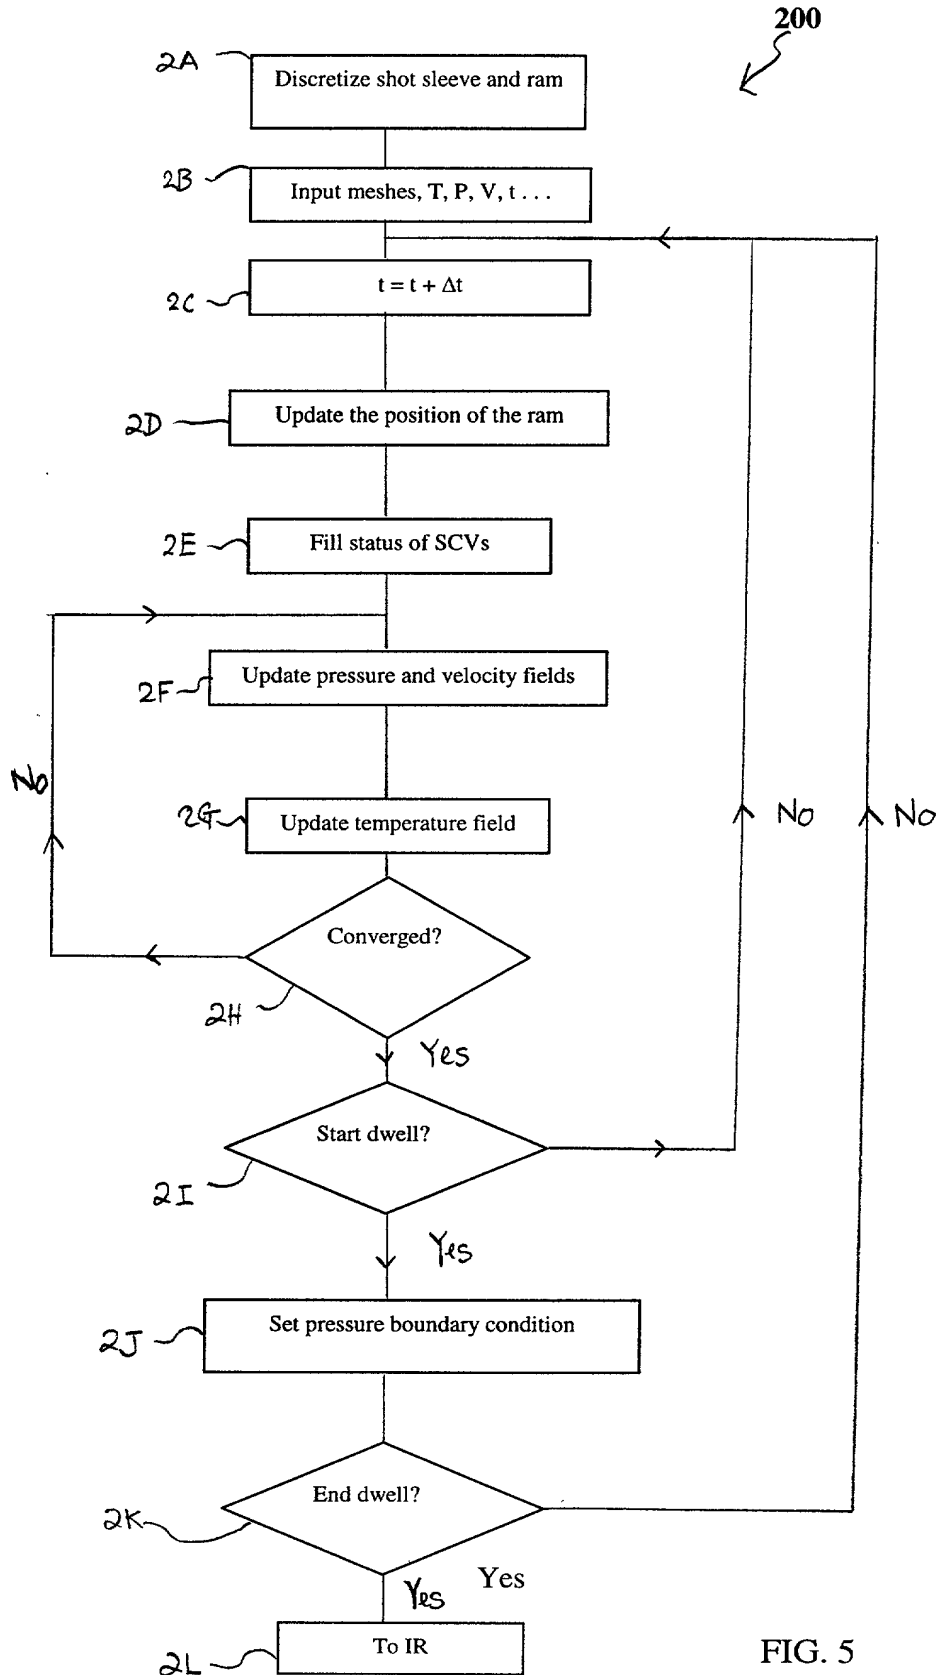 200
2A
Discretize shot sleeve and ram
2B
Input meshes, T, P, V, t . . .
2C
t = t + Δt
2D
Update the position of the ram
2E
Fill status of SCVs
2F
Update pressure and velocity fields
No
2G
Update temperature field
No
No
Converged?
2H
Yes
Start dwell?
2I
Yes
2J
Set pressure boundary condition
End dwell?
2K
Yes
Yes
2L
To IR
FIG. 5